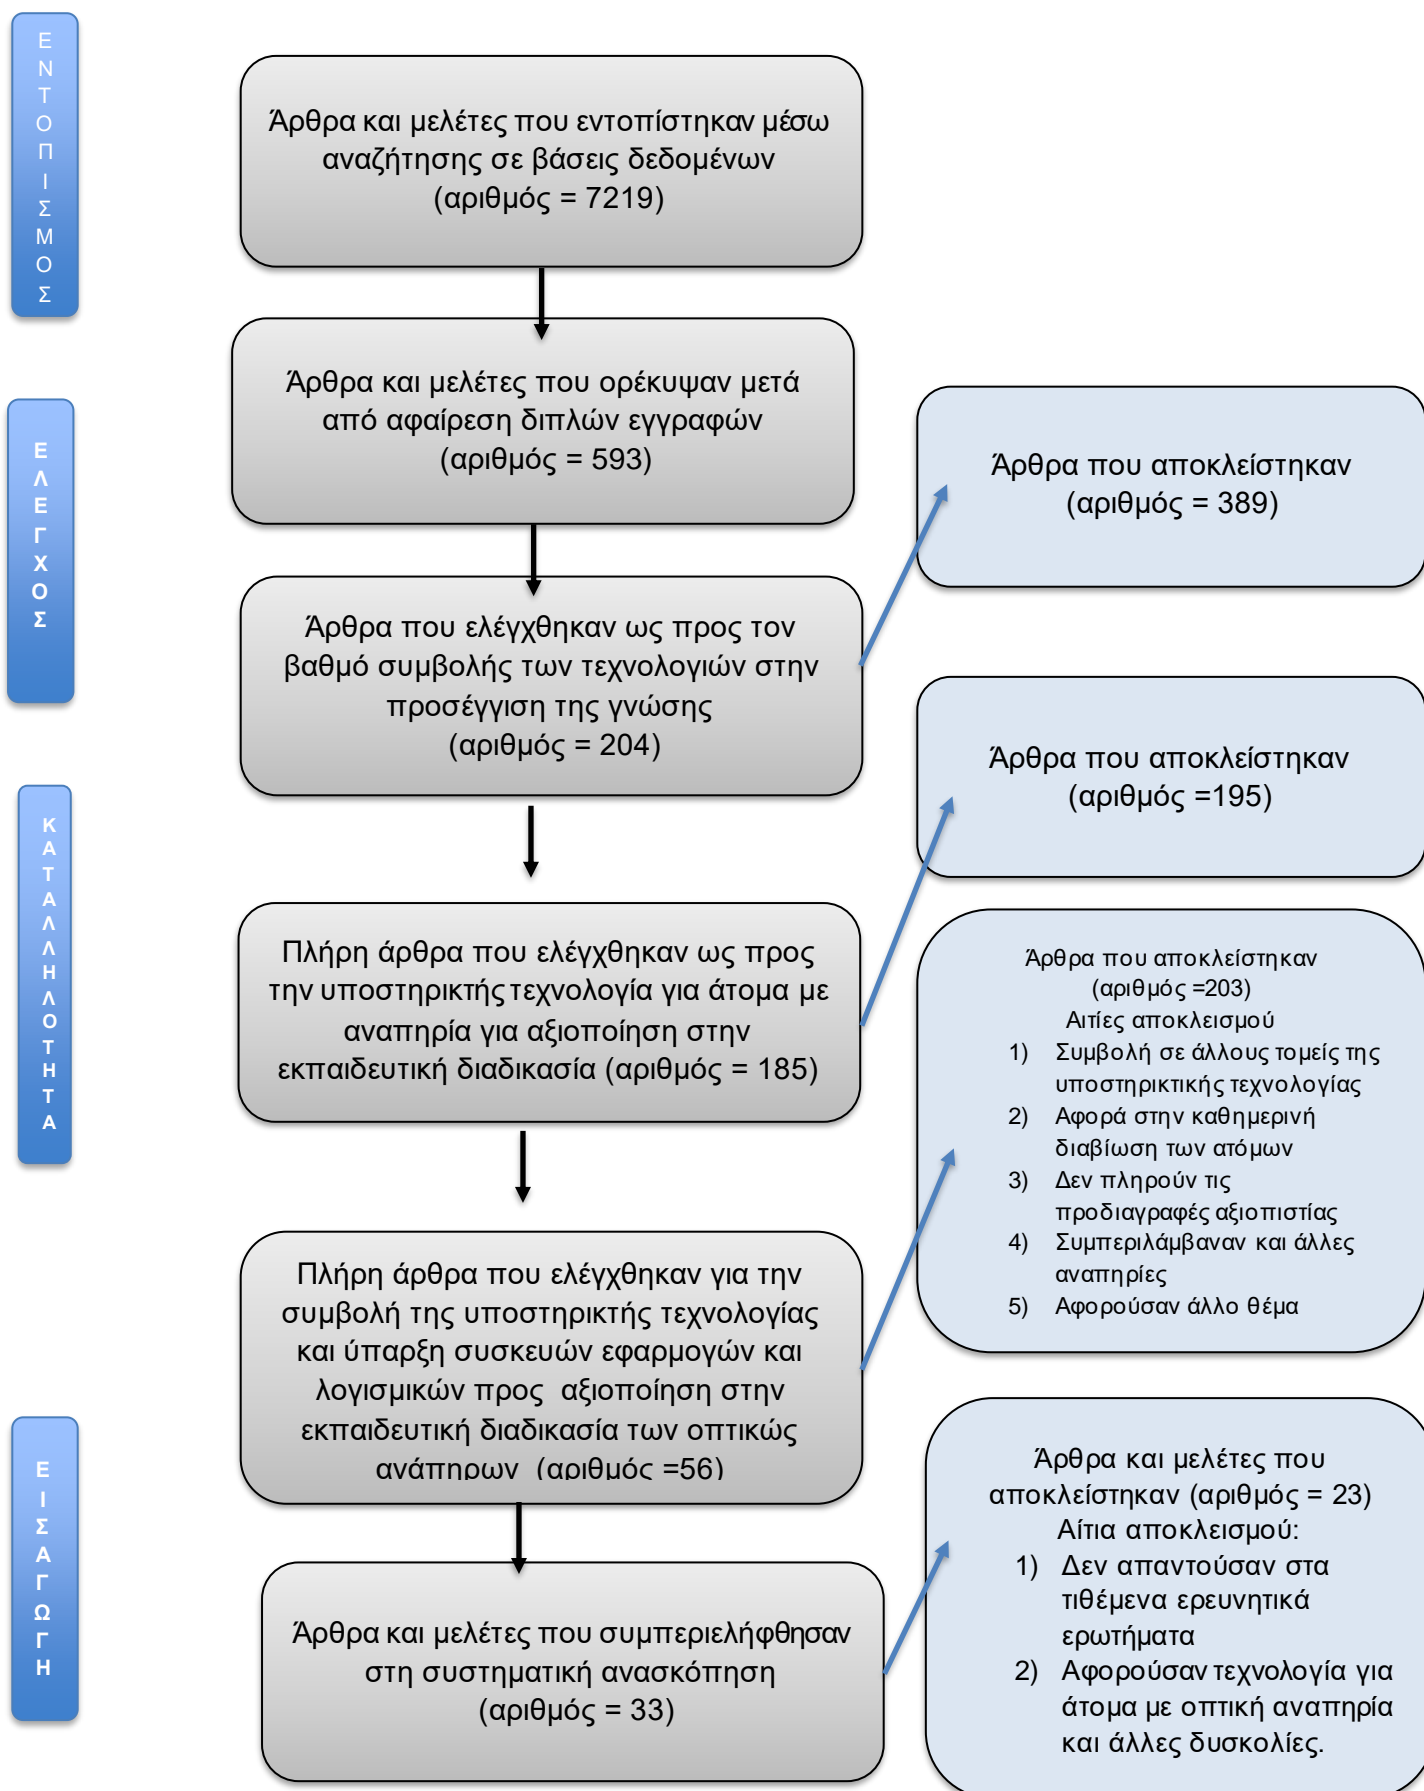 ΕΝΤΟΠΙΣΜΟΣ
Άρθρα και μελέτες που εντοπίστηκαν μέσω
αναζήτησης σε βάσεις δεδομένων
(αριθμός = 7219)
ΕΛΕΓΧΟΣ
Άρθρα και μελέτες που ορέκυψαν μετά
από αφαίρεση διπλών εγγραφών
(αριθμός = 593)
Άρθρα που αποκλείστηκαν
(αριθμός = 389)
Άρθρα που ελέγχθηκαν ως προς τον
βαθμό συμβολής των τεχνολογιών στην
προσέγγιση της γνώσης
(αριθμός = 204)
Άρθρα που αποκλείστηκαν
(αριθμός =195)
ΚΑΤΑΛΛΗΛΟΤΗΤΑ
Πλήρη άρθρα που ελέγχθηκαν ως προς
την υποστηρικτής τεχνολογία για άτομα με
αναπηρία για αξιοποίηση στην
εκπαιδευτική διαδικασία (αριθμός = 185)
Άρθρα που αποκλείστηκαν
(αριθμός =203)
Αιτίες αποκλεισμού
1) Συμβολή σε άλλους τομείς της
υποστηρικτικής τεχνολογίας
2) Αφορά στην καθημερινή
διαβίωση των ατόμων
3) Δεν πληρούν τις
προδιαγραφές αξιοπιστίας
4) Συμπεριλάμβαναν και άλλες
αναπηρίες
5) Αφορούσαν άλλο θέμα
Πλήρη άρθρα που ελέγχθηκαν για την
συμβολή της υποστηρικτής τεχνολογίας
και ύπαρξη συσκευών εφαρμογών και
λογισμικών προς αξιοποίηση στην
εκπαιδευτική διαδικασία των οπτικώς
ανάπηρων (αριθμός =56)
ΕΙΣΑΓΩΓΗ
Άρθρα και μελέτες που
αποκλείστηκαν (αριθμός = 23)
Αίτια αποκλεισμού:
1) Δεν απαντούσαν στα
τιθέμενα ερευνητικά
ερωτήματα
2) Αφορούσαν τεχνολογία για
άτομα με οπτική αναπηρία
και άλλες δυσκολίες.
Άρθρα και μελέτες που συμπεριελήφθησαν
στη συστηματική ανασκόπηση
(αριθμός = 33)